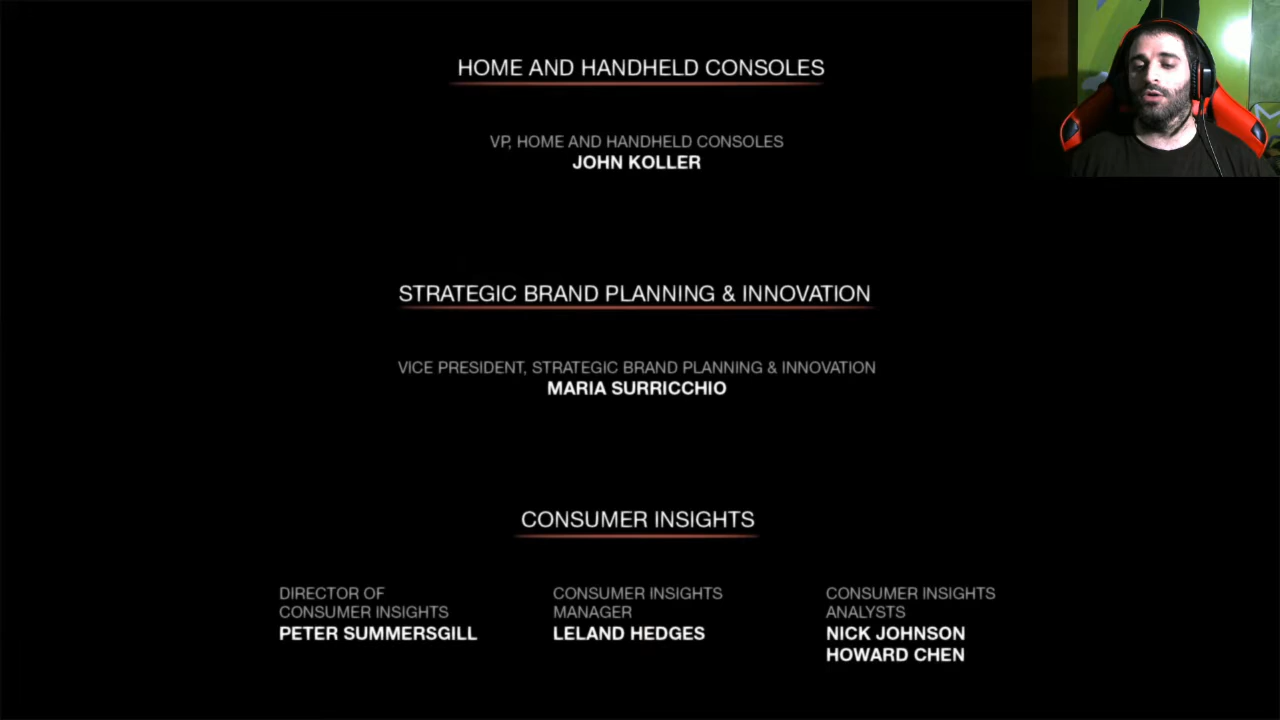 HOME AND HANDHELD CONSOLES
VP, HOME AND HANDHELD CONSOLES
JOHN KOLLER
STRATEGIC BRAND PLANNING & INNOVATION
VICE PRESIDENT, STRATEGIC BRAND PLANNING & INNOVATION
MARIA SURRICCHIO
CONSUMER INSIGHTS
DIRECTOR OF
CONSUMER INSIGHTS
PETER SUMMERSGILL
CONSUMER INSIGHTS
MANAGER
LELAND HEDGES
CONSUMER INSIGHTS
ANALYSTS
NICK JOHNSON
HOWARD CHEN